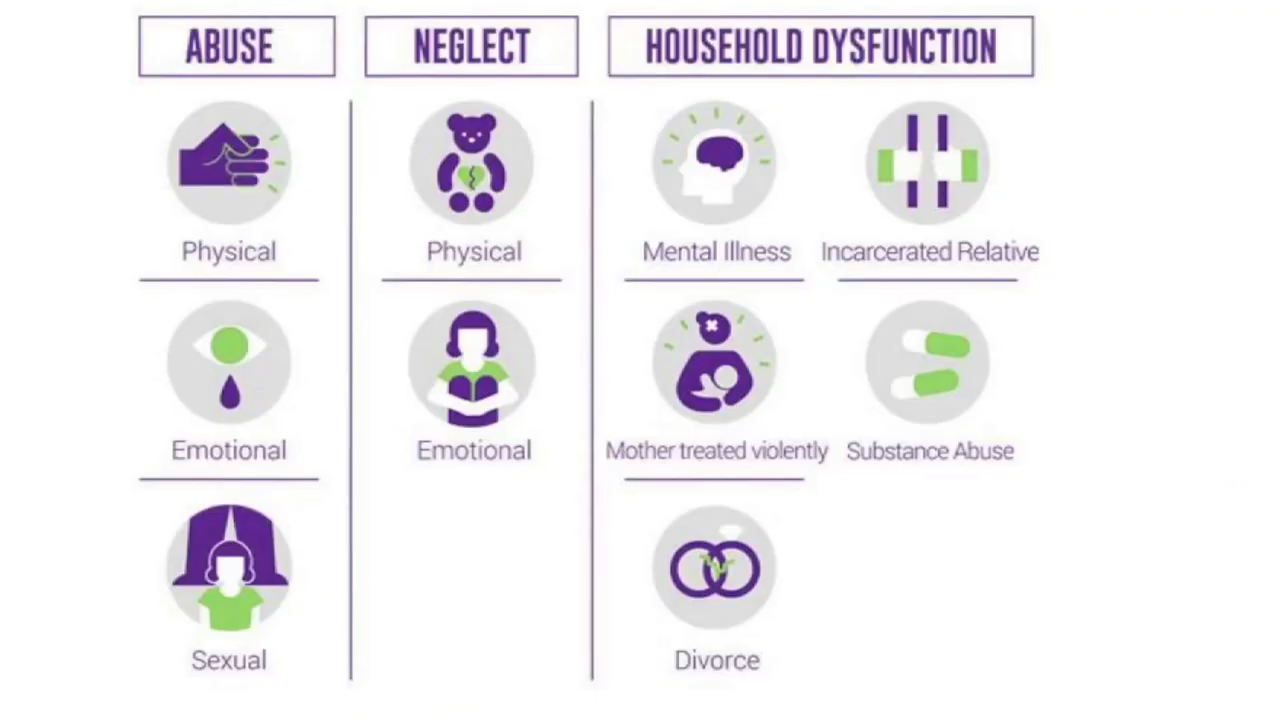 ABUSE
NEGLECT
HOUSEHOLD DYSFUNCTION
Physical
Physical
Mental Illness
Incarcerated Relative
Emotional
Emotional
Mother treated violently
Substance Abuse
Sexual
Divorce